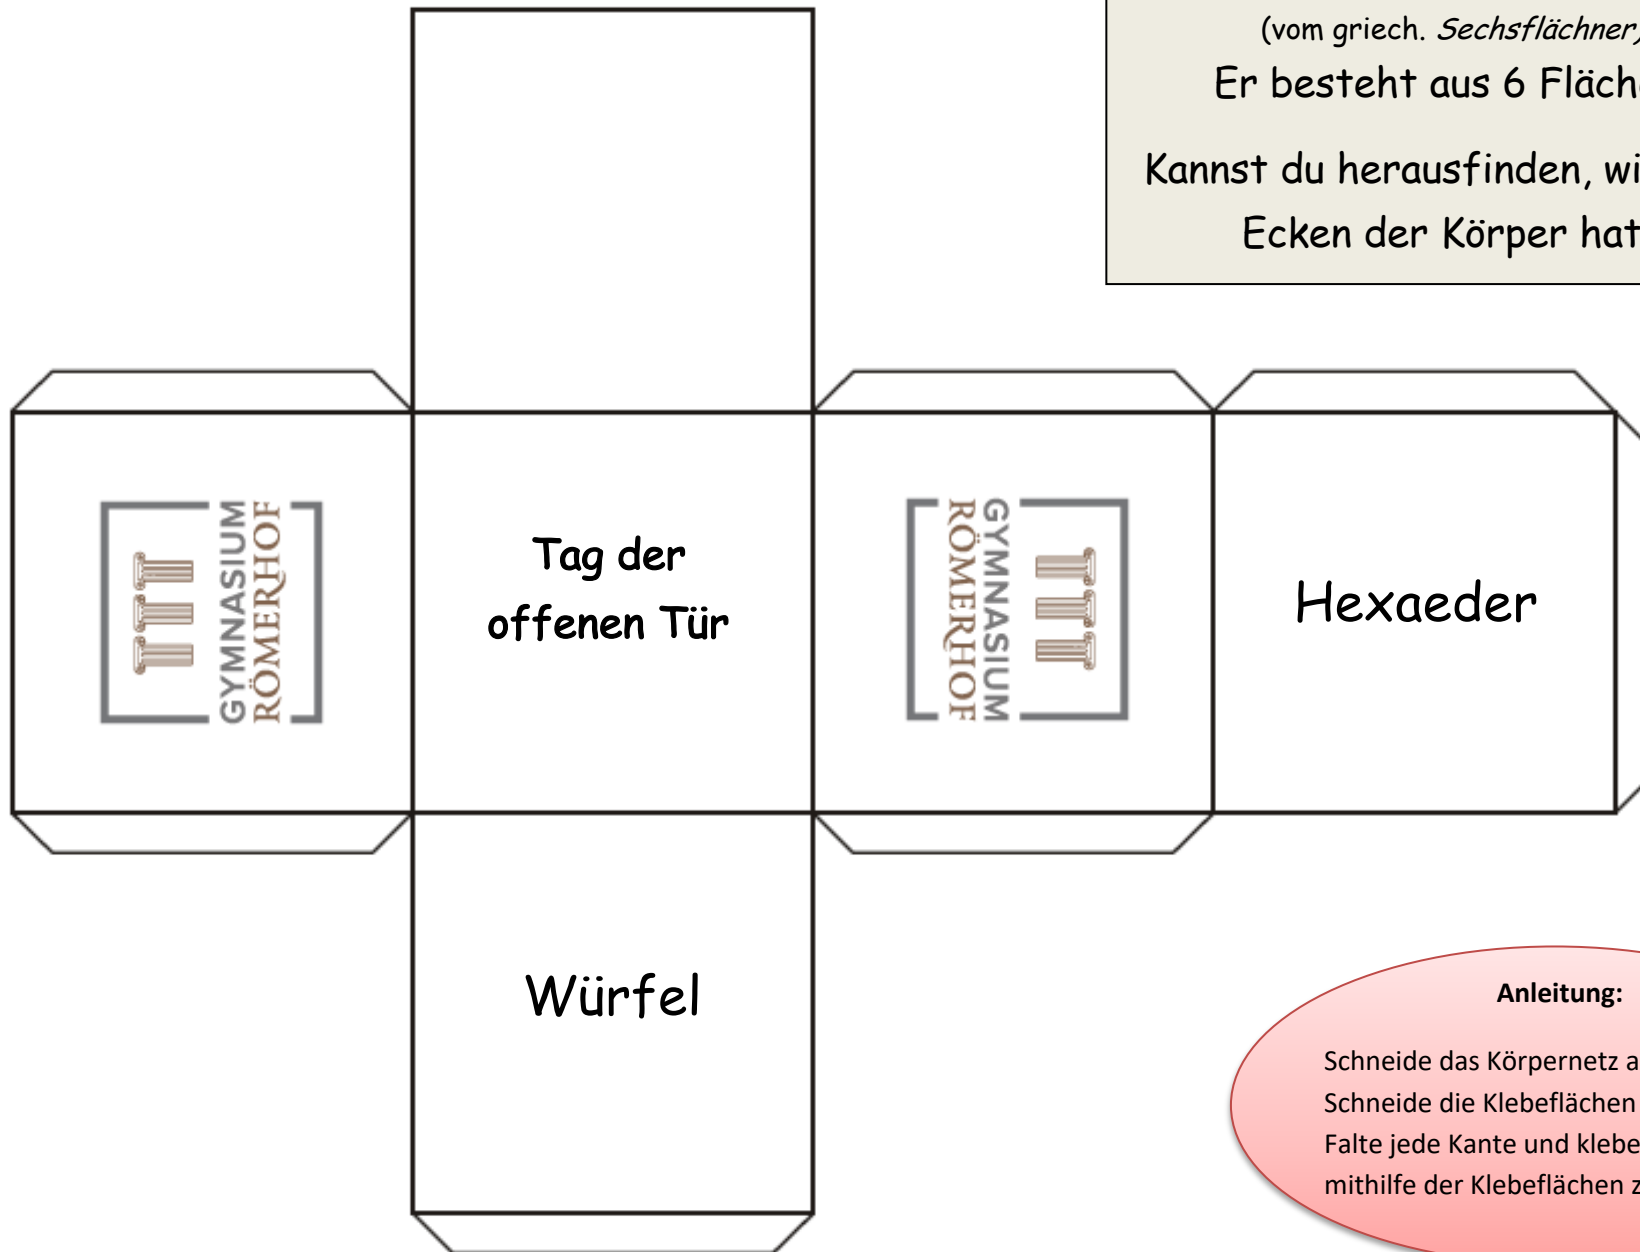 (vom griech. Sechsflächner)
Er besteht aus 6 Fläch
Kannst du herausfinden, wi
Ecken der Körper hat
GYMNASIUM
RÖMERHOF
Tag der
offenen Tür
GYMNASIUM
RÖMERHOF
Hexaeder
Würfel
Anleitung:
Schneide das Körpernetz a
Schneide die Klebeflächen
Falte jede Kante und klebe
mithilfe der Klebeflächen z